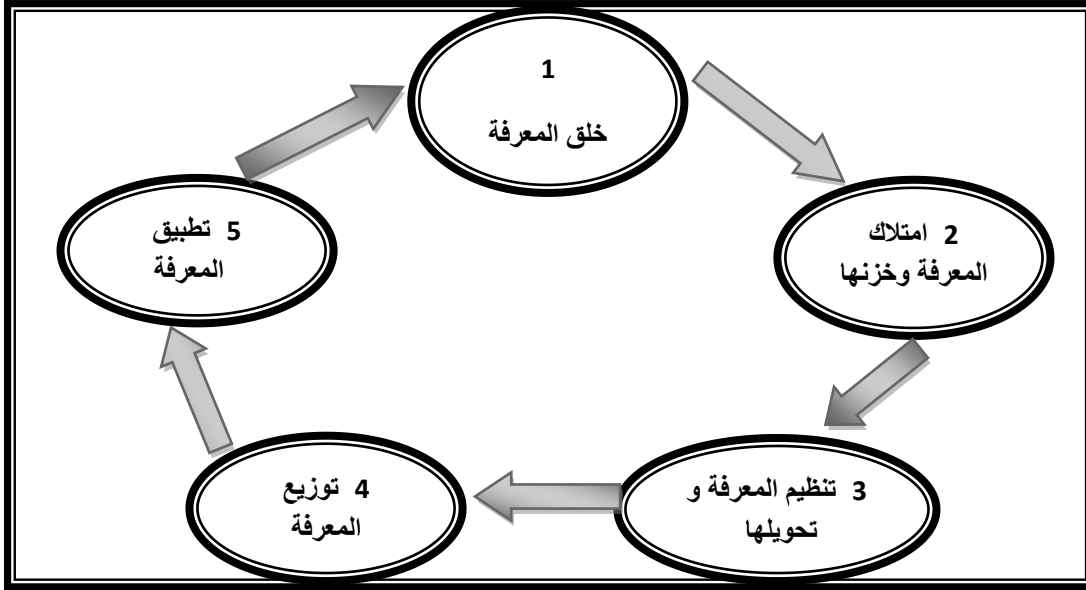 1
خلق المعرفة
2 امتلاك
المعرفة وخزنها
3 تنظيم المعرفة و
تحويلها
4 توزيع
المعرفة
5 تطبيق
المعرفة